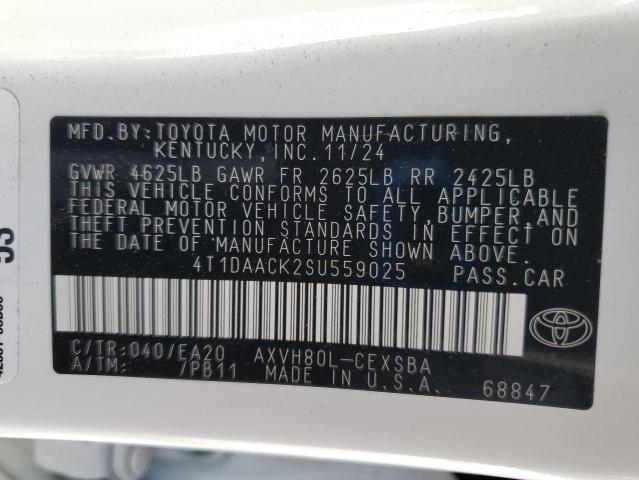 MFD.BY:TOYOTA MOTOR MANUFACTURING,
KENTUCKY,INC.11/24
GVWR 4625LB GAWR FR 2625LB RR 2425LB
THIS VEHICLE CONFORMS TO ALL APPLICABLE
FEDERAL MOTOR VEHICLE SAFETY,BUMPER,AND
THEFT PREVENTION STANDARDS IN EFFECT ON
THE DATE OF MANUFACTURE SHOWN ABOVE.
4T1DAACK2SU559025 PASS.CAR
C/TR:040/EA20 AXVH80L-CEXSBA
A/TM: /PB11 MADE IN U.S.A. 68847